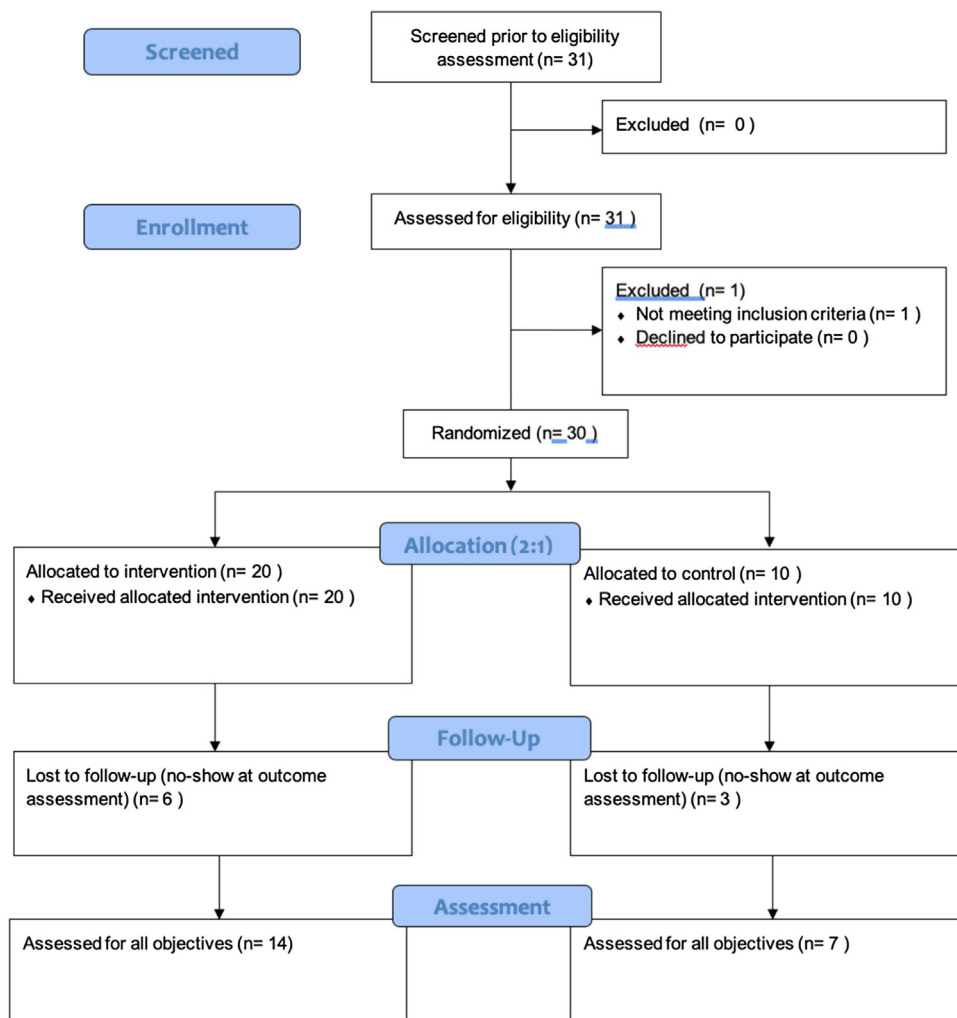 Screened
Screened prior to eligibility
assessment (n= 31)
Excluded (n= 0 )
Enrollment
Assessed for eligibility (n= 31 )
Excluded (n= 1)
♦ Not meeting inclusion criteria (n= 1 )
♦ Declined to participate (n= 0 )
Randomized (n= 30 )
Allocation (2:1)
Allocated to intervention (n= 20 )
♦ Received allocated intervention (n= 20 )
Allocated to control (n= 10 )
♦ Received allocated intervention (n= 10 )
Follow-Up
Lost to follow-up (no-show at outcome
assessment) (n= 6 )
Lost to follow-up (no-show at outcome
assessment) (n= 3 )
Assessment
Assessed for all objectives (n= 14)
Assessed for all objectives (n= 7 )